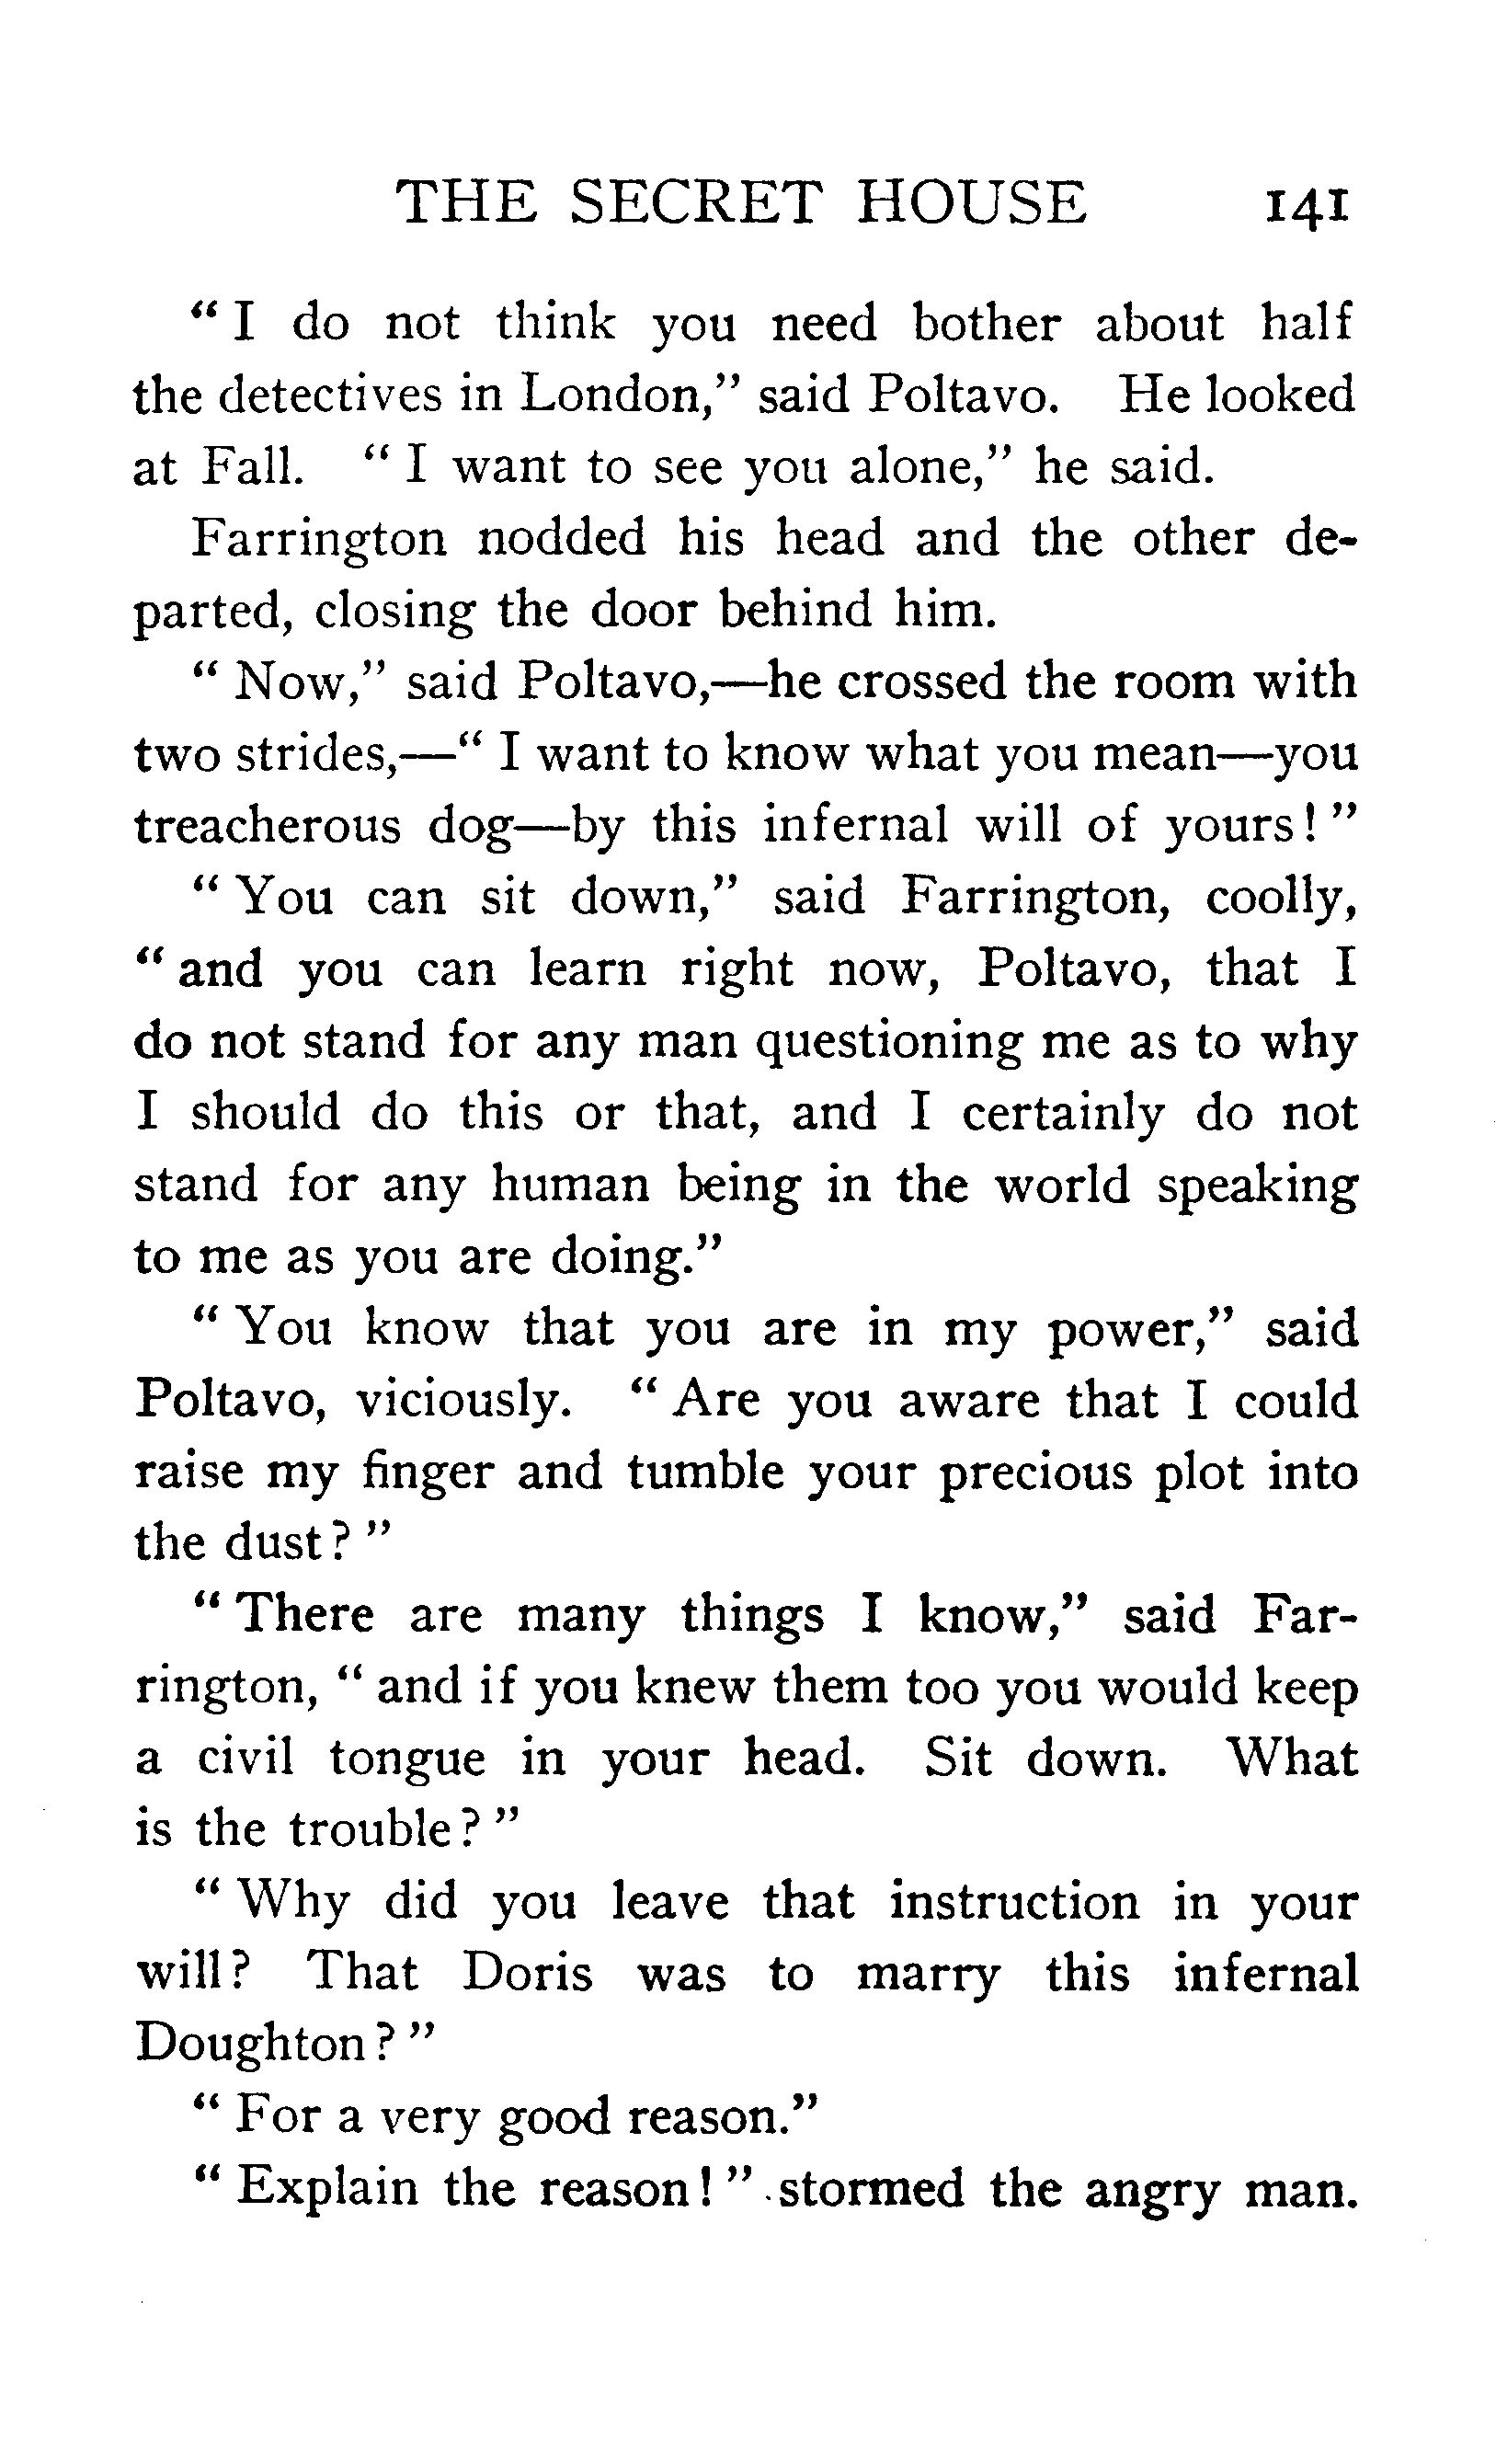 THE SECRET HOUSE 141
“ I do not think you need bother about half
the detectives in London,” said Poltavo. He looked
at Fall. “ I want to see you alone,” he said.
Farrington nodded his head and the other de-
parted, closing the door behind him.
“ Now,” said Poltavo,—he crossed the room with
two strides,—“ I want to know what you mean—you
treacherous dog—by this infernal will of yours! ”
“ You can sit down,” said Farrington, coolly,
“ and you can learn right now, Poltavo, that I
do not stand for any man questioning me as to why
I should do this or that, and I certainly do not
stand for any human being in the world speaking
to me as you are doing.”
“ You know that you are in my power,” said
Poltavo, viciously. “ Are you aware that I could
raise my finger and tumble your precious plot into
the dust? ”
“ There are many things I know,” said Far-
rington, “ and if you knew them too you would keep
a civil tongue in your head. Sit down. What
is the trouble? ”
“ Why did you leave that instruction in your
will? That Doris was to marry this infernal
Doughton? ”
“ For a very good reason.”
“ Explain the reason! ” stormed the angry man.